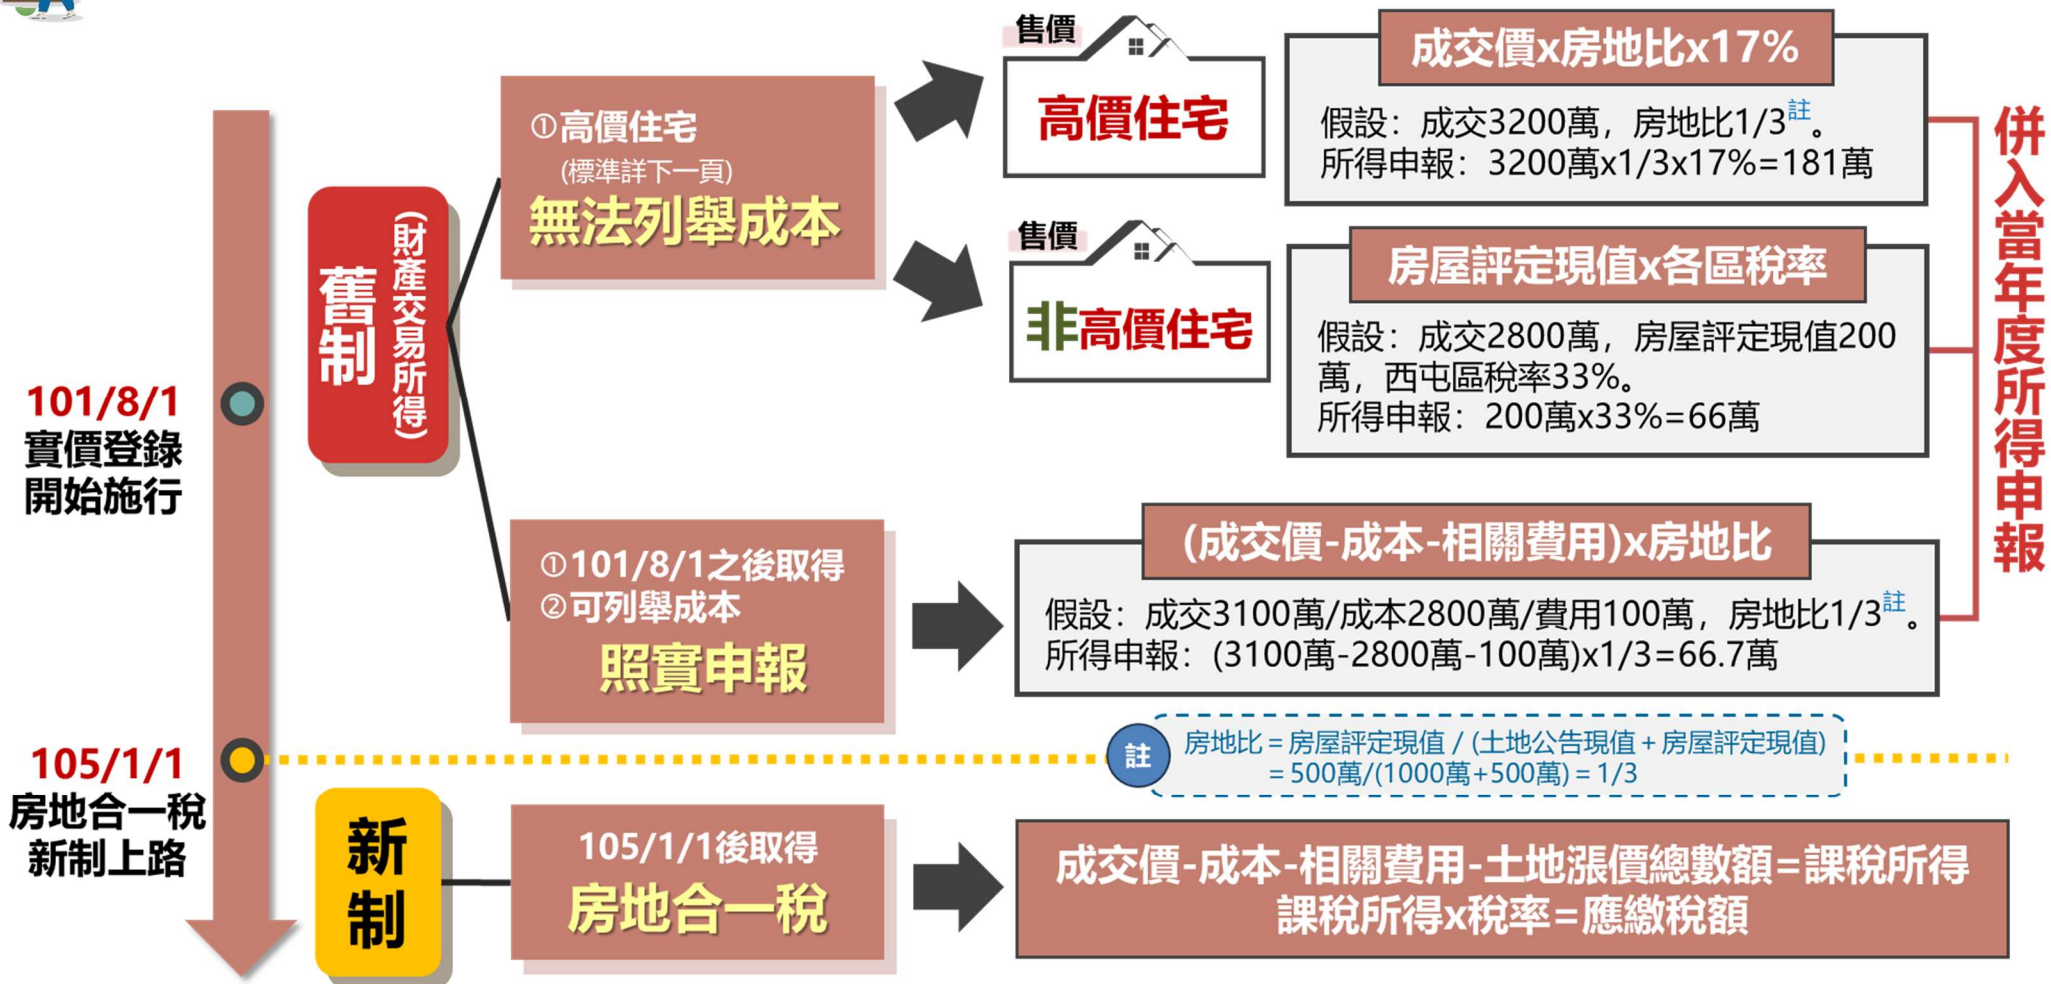 101/8/1
實價登錄
開始施行
105/1/1
房地合一稅
新制上路
舊制
(財產交易所得)
①高價住宅
(標準詳下一頁)
無法列舉成本
售價
高價住宅
成交價x房地比x17%
假設：成交3200萬，房地比1/3註。
所得申報：3200萬x1/3x17%=181萬
售價
非高價住宅
房屋評定現值x各區稅率
假設：成交2800萬，房屋評定現值200
萬，西屯區稅率33%。
所得申報：200萬x33%=66萬
①101/8/1之後取得
②可列舉成本
照實申報
(成交價-成本-相關費用)x房地比
假設：成交3100萬/成本2800萬/費用100萬，房地比1/3註。
所得申報：(3100萬-2800萬-100萬)x1/3=66.7萬
併入當年度所得申報
註
房地比 = 房屋評定現值 / (土地公告現值 + 房屋評定現值)
= 500萬/(1000萬+500萬) = 1/3
新制
105/1/1後取得
房地合一稅
成交價-成本-相關費用-土地漲價總數額=課稅所得
課稅所得x稅率=應繳稅額